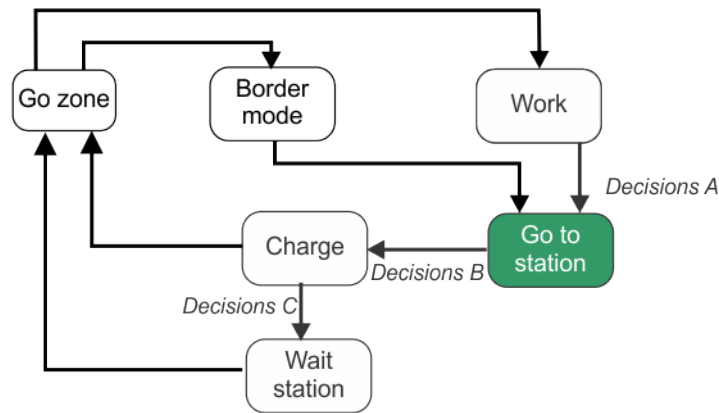 Go zone
Border
mode
Work
Decisions A
Go to
station
Charge
Decisions B
Decisions C
Wait
station